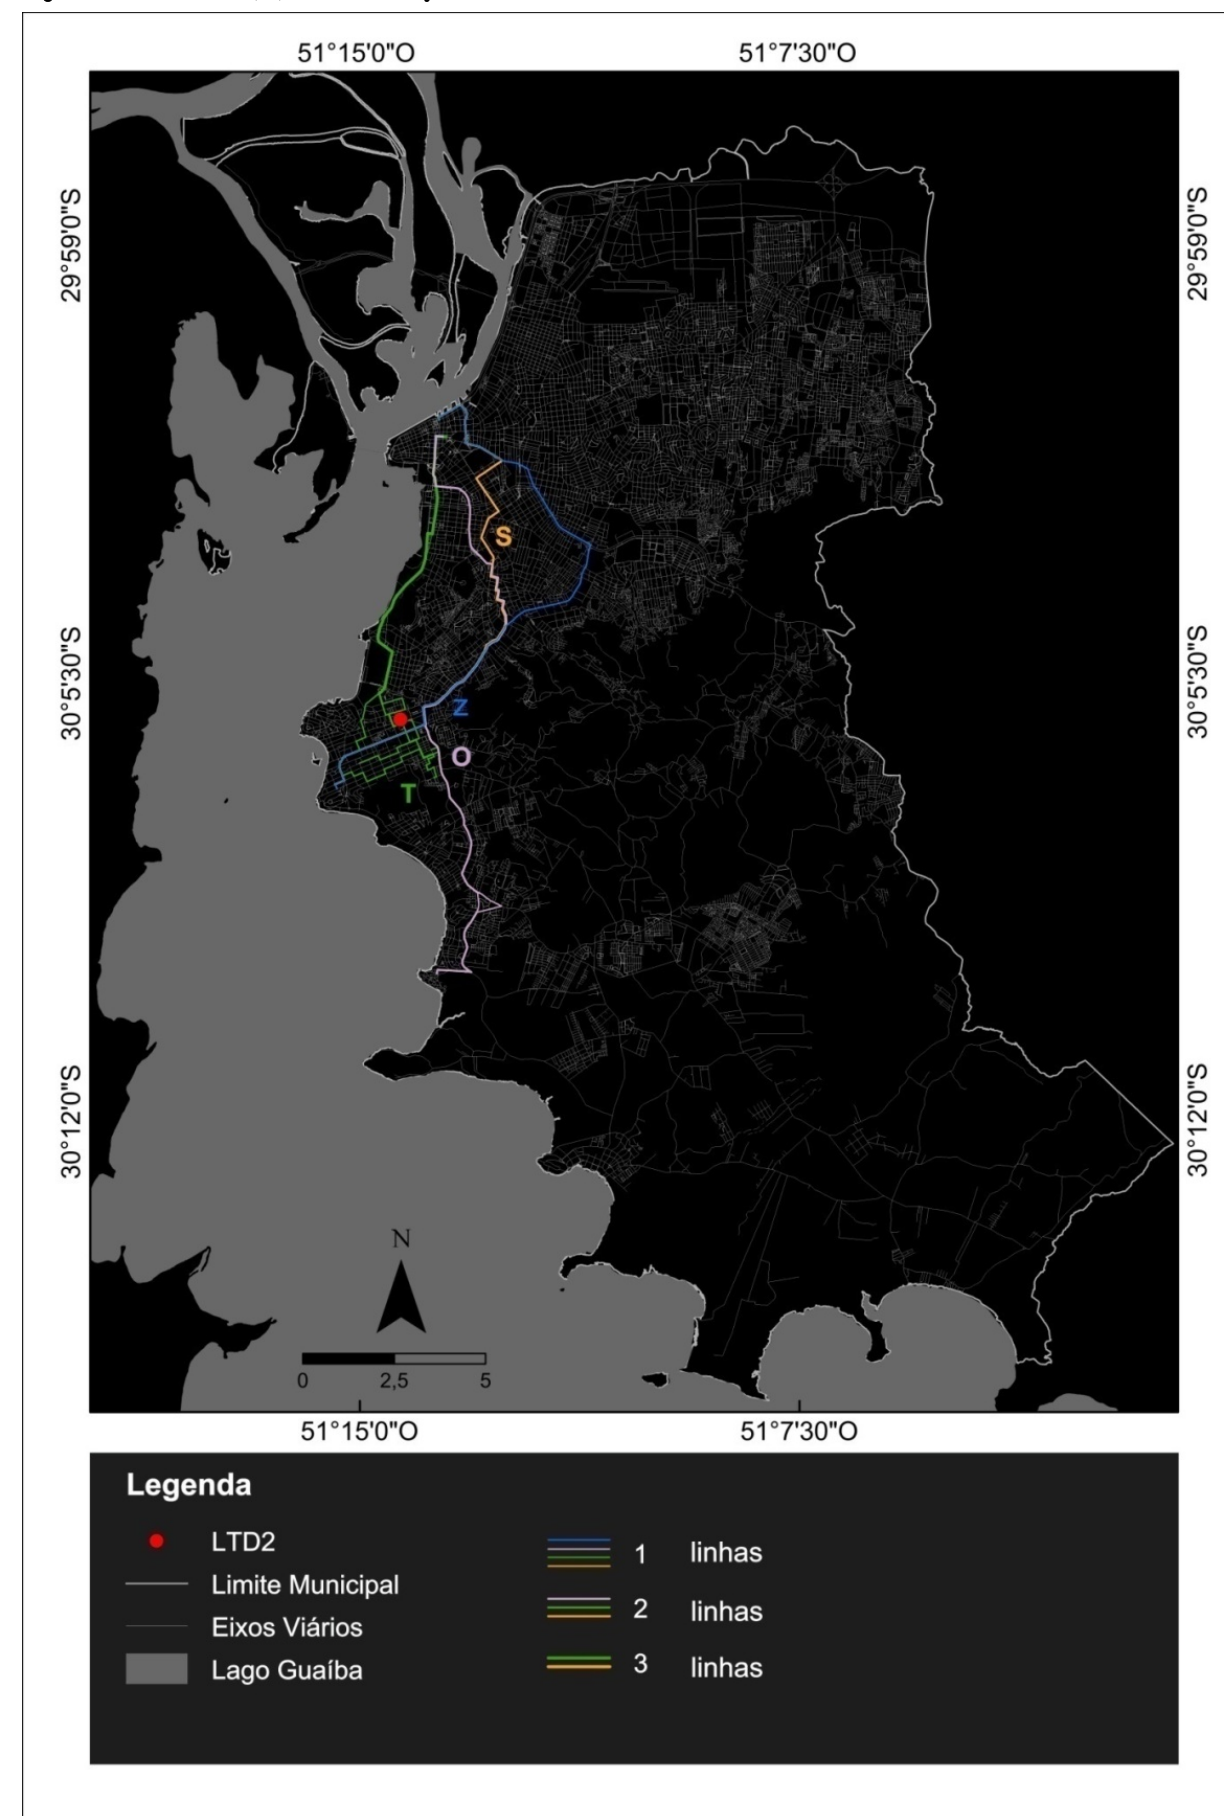 51°15'0"O 51°7'30"O
29°59'0"S 29°59'0"S
S
30°5'30"S 30°5'30"S
Z
O
T
30°12'0"S 30°12'0"S
N
0 2,5 5
51°15'0"O 51°7'30"O
Legenda
LTD2
Limite Municipal
Eixos Viários
Lago Guaíba
1 linhas
2 linhas
3 linhas